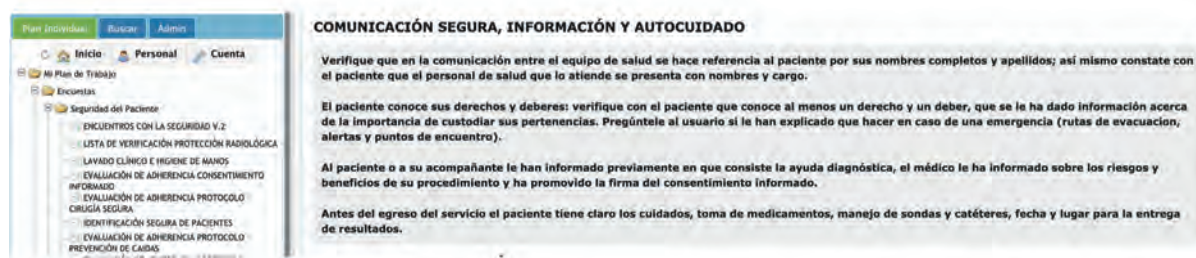 Plan Individual Buscar Admin
Inicio Personal Cuenta
Mi Plan de Trabajo
Encuestas
Seguridad del Paciente
ENCUENTROS CON LA SEGURIDAD V.2
LISTA DE VERIFICACIÓN PROTECCIÓN RADIOLÓGICA
LAVADO CLÍNICO E HIGIENE DE MANOS
EVALUACIÓN DE ADHERENCIA CONSENTIMIENTO
INFORMADO
EVALUACIÓN DE ADHERENCIA PROTOCOLO
CIRUGÍA SEGURA
IDENTIFICACIÓN SEGURA DE PACIENTES
EVALUACIÓN DE ADHERENCIA PROTOCOLO
PREVENCIÓN DE CAIDAS
COMUNICACIÓN SEGURA, INFORMACIÓN Y AUTOCUIDADO
Verifique que en la comunicación entre el equipo de salud se hace referencia al paciente por sus nombres completos y apellidos; así mismo constate con
el paciente que el personal de salud que lo atiende se presenta con nombres y cargo.
El paciente conoce sus derechos y deberes: verifique con el paciente que conoce al menos un derecho y un deber, que se le ha dado información acerca
de la importancia de custodiar sus pertenencias. Pregúntele al usuario si le han explicado que hacer en caso de una emergencia (rutas de evacuacion,
alertas y puntos de encuentro).
Al paciente o a su acompañante le han informado previamente en que consiste la ayuda diagnóstica, el médico le ha informado sobre los riesgos y
beneficios de su procedimiento y ha promovido la firma del consentimiento informado.
Antes del egreso del servicio el paciente tiene claro los cuidados, toma de medicamentos, manejo de sondas y catéteres, fecha y lugar para la entrega
de resultados.